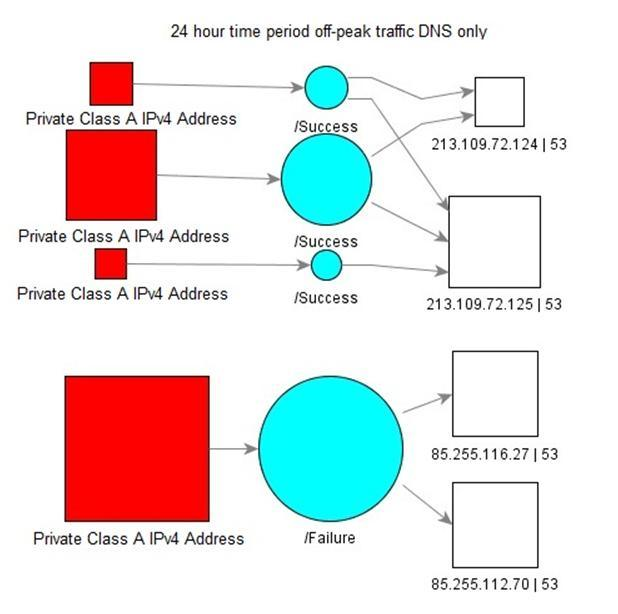 24 hour time period off-peak traffic DNS only
Private Class A IPv4 Address
/Success
213.109.72.124 | 53
Private Class A IPv4 Address
/Success
Private Class A IPv4 Address
/Success
213.109.72.125 | 53
85.255.116.27 | 53
Private Class A IPv4 Address
/Failure
85.255.112.70 | 53